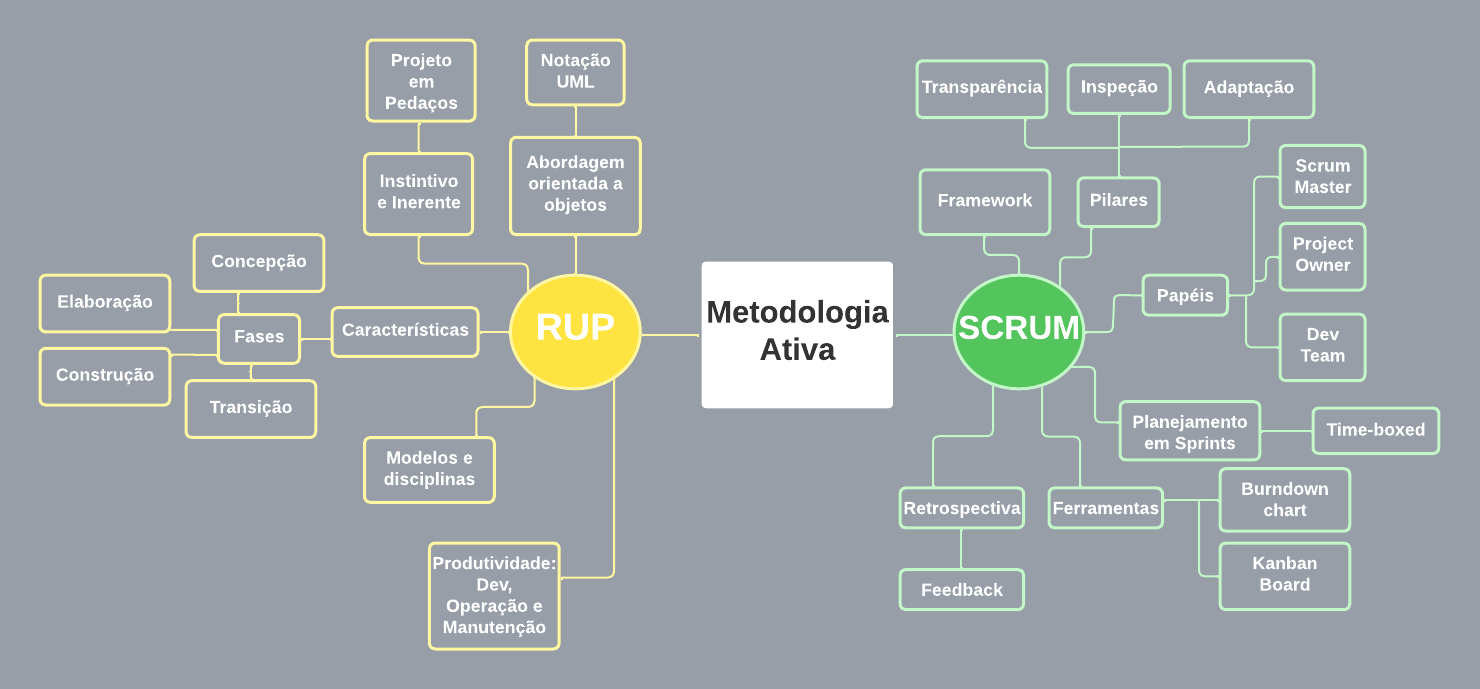 Projeto
em
Pedaços
Notação
UML
Instintivo
e Inerente
Abordagem
orientada a
objetos
Concepção
Elaboração
Fases
Características
Construção
Transição
RUP
Modelos e
disciplinas
Produtividade:
Dev,
Operação e
Manutenção
Metodologia
Ativa
SCRUM
Transparência
Inspeção
Adaptação
Framework
Pilares
Scrum
Master
Project
Owner
Papéis
Dev
Team
Planejamento
em Sprints
Time-boxed
Retrospectiva
Ferramentas
Burndown
chart
Feedback
Kanban
Board